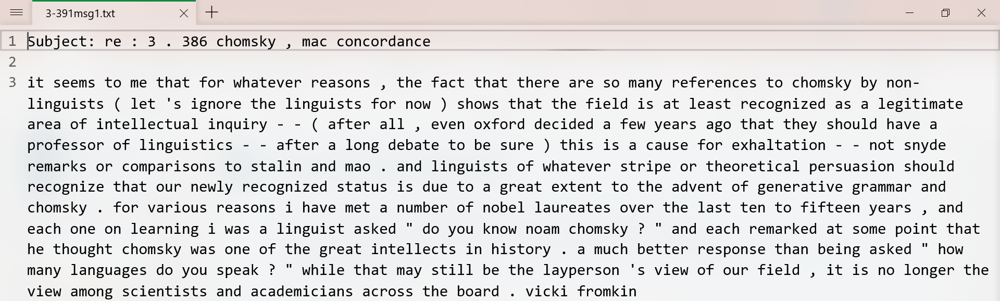 3-391msg1.txt
1 Subject: re : 3 . 386 chomsky , mac concordance
2
3 it seems to me that for whatever reasons , the fact that there are so many references to chomsky by non-
linguists ( let 's ignore the linguists for now ) shows that the field is at least recognized as a legitimate
area of intellectual inquiry - - ( after all , even oxford decided a few years ago that they should have a
professor of linguistics - - after a long debate to be sure ) this is a cause for exhaltation - - not snyde
remarks or comparisons to stalin and mao . and linguists of whatever stripe or theoretical persuasion should
recognize that our newly recognized status is due to a great extent to the advent of generative grammar and
chomsky . for various reasons i have met a number of nobel laureates over the last ten to fifteen years , and
each one on learning i was a linguist asked " do you know noam chomsky ? " and each remarked at some point that
he thought chomsky was one of the great intellects in history . a much better response than being asked " how
many languages do you speak ? " while that may still be the layperson 's view of our field , it is no longer the
view among scientists and academicians across the board . vicki fromkin